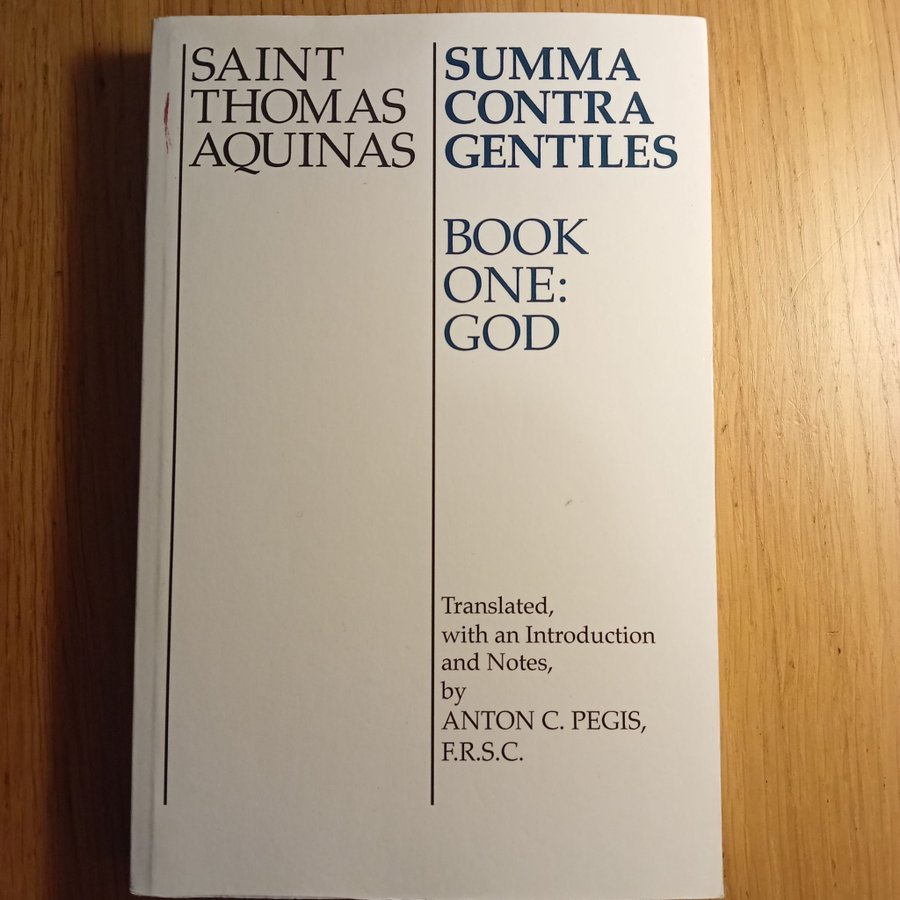 SAINT
THOMAS
AQUINAS
SUMMA
CONTRA
GENTILES
BOOK
ONE:
GOD
Translated,
with an Introduction
and Notes,
by
ANTON C. PEGIS,
F.R.S.C.